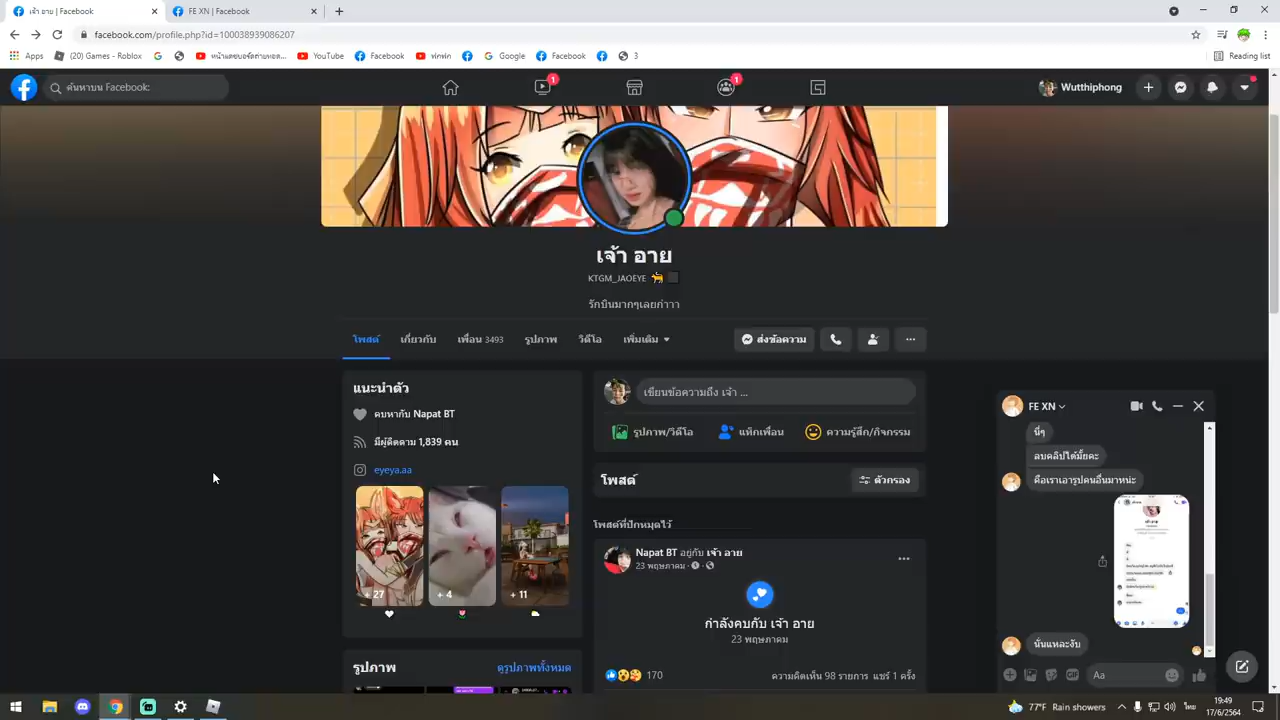 เจ้า อาย | Facebook
FE XN | Facebook
facebook.com/profile.php?id=100038939086207
Apps
(20) Games - Roblox
YouTube
Facebook
ฟุกฟก
Google
Facebook
3
Reading list
ค้นหาบน Facebook:
1
1
Wutthiphong
เจ้า อาย
KTGM_JAOEYE
รักบีนมากๆเลยก่าาา
โพสต์
เกี่ยวกับ
เพื่อน 3493
รูปภาพ
วิดีโอ
เพิ่มเติม
ส่งข้อความ
แนะนำตัว
คบหากับ Napat BT
มีผู้ติดตาม 1,839 คน
eyeya.aa
+ 27
+ 4
+ 11
รูปภาพ
ดูรูปภาพทั้งหมด
เขียนข้อความถึง เจ้า ...
รูปภาพ/วิดีโอ
แท็กเพื่อน
ความรู้สึก/กิจกรรม
โพสต์
ตัวกรอง
โพสต์ที่ปักหมุดไว้
Napat BT อยู่กับ เจ้า อาย
23 พฤษภาคม
กำลังคบกับ เจ้า อาย
23 พฤษภาคม
170
ความคิดเห็น 98 รายการ แชร์ 1 ครั้ง
FE XN
นี่ๆ
ลบคลิปได้มั้ยคะ
คือเราเอารูปคนอื่นมาหน่ะ
นั่นแหละงับ
Aa
77°F Rain showers
19:49
17/6/2564